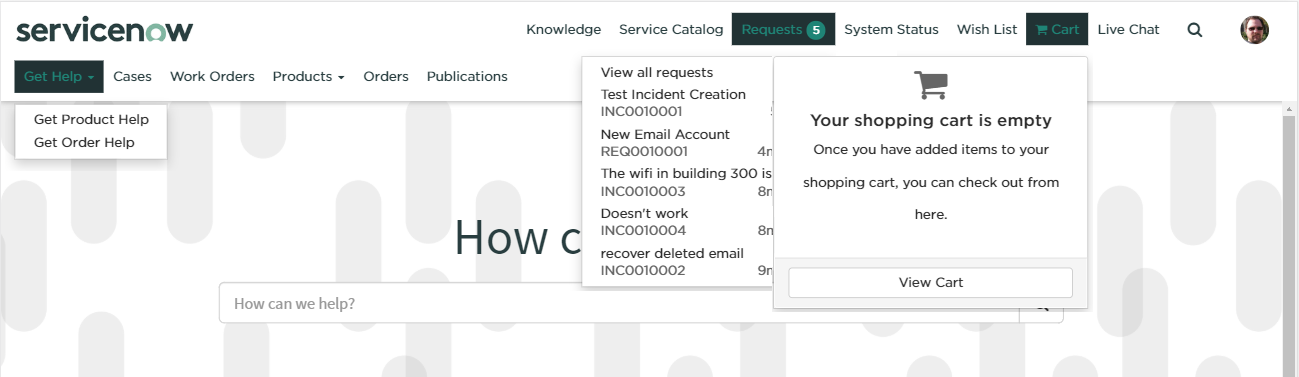 servicenow
Knowledge Service Catalog Requests 5 System Status Wish List Cart Live Chat
Get Help Cases Work Orders Products Orders Publications
Get Product Help
Get Order Help
View all requests
Test Incident Creation
INC0010001
New Email Account
REQ0010001 4m
The wifi in building 300 is
INC0010003 8m
Doesn't work
INC0010004 8m
recover deleted email
INC0010002 9m
Your shopping cart is empty
Once you have added items to your
shopping cart, you can check out from
here.
View Cart
How c
How can we help?